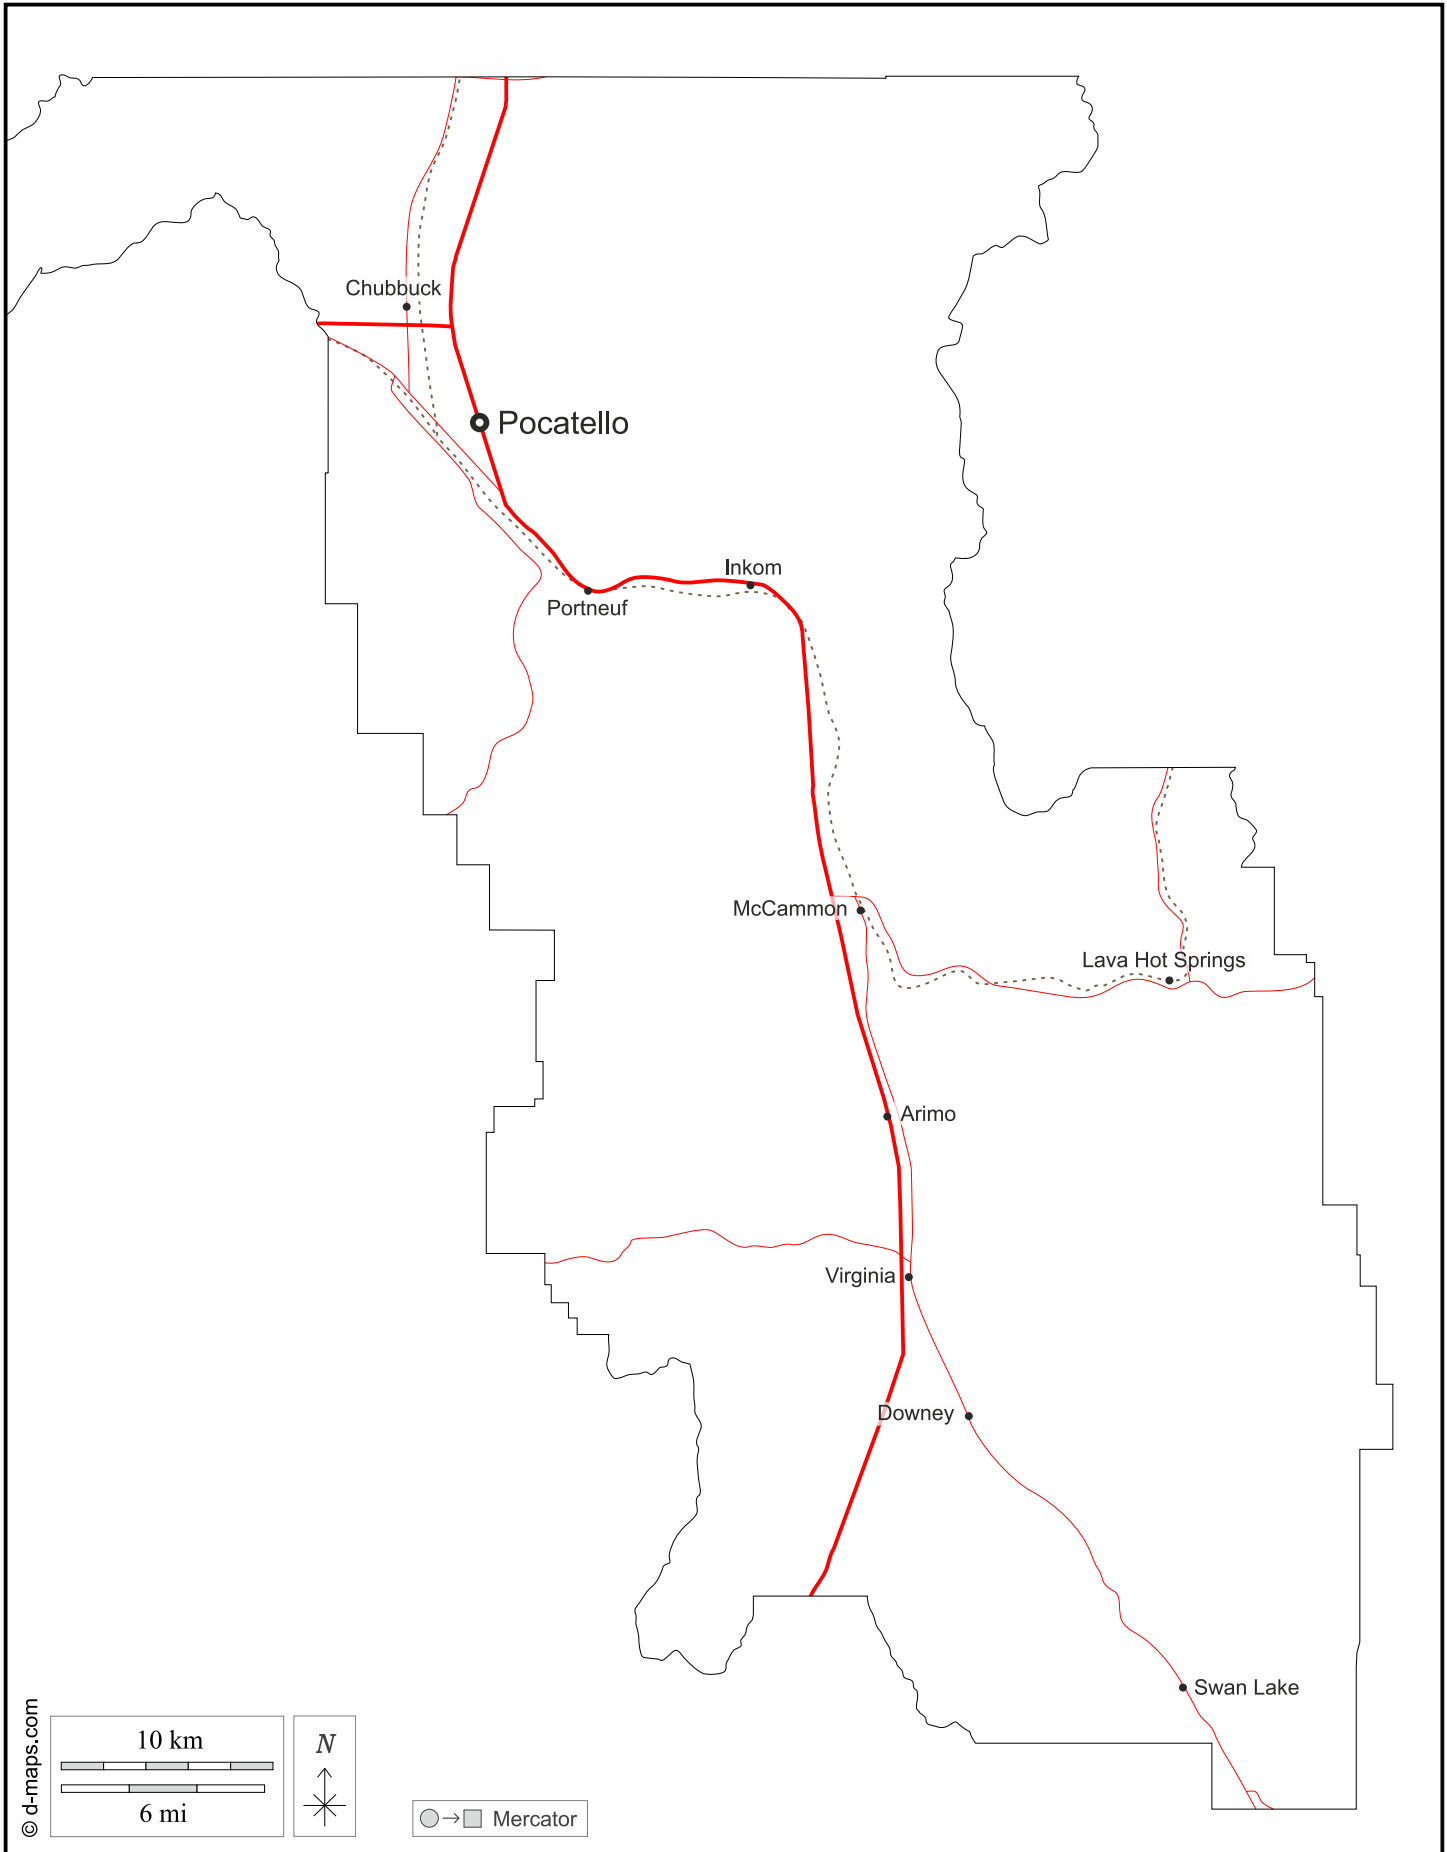 Chubbuck
Pocatello
Inkom
Portneuf
McCammon
Lava Hot Springs
Arimo
Virginia
Downey
Swan Lake
© d-maps.com
10 km
6 mi
N
Mercator